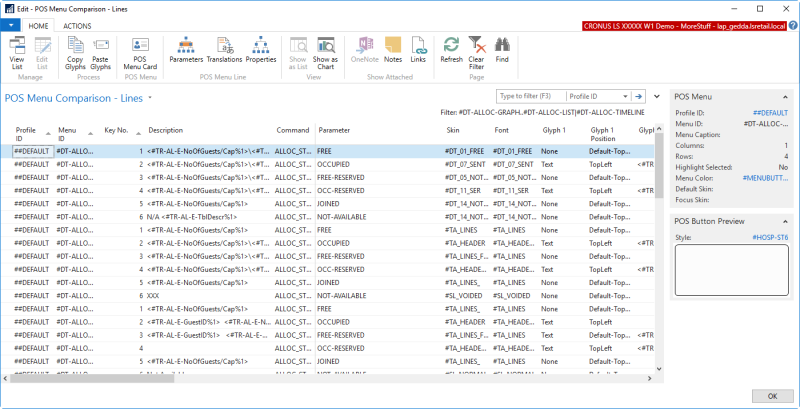 Edit - POS Menu Comparison - Lines
HOME ACTIONS
CRONUS LS XXXXX W1 Demo - MoreStuff - lap_gedda.lsretail.local
View List
Edit List
Copy Glyphs
Paste Glyphs
POS Menu Card
Parameters
Translations
Properties
Show as List
Show as Chart
OneNote
Notes
Links
Refresh
Clear Filter
Find
Manage Process POS Menu POS Menu Line View Show Attached Page
POS Menu Comparison - Lines
Type to filter (F3) Profile ID
Filter: #DT-ALLOC-GRAPH..#DT-ALLOC-LIST|#DT-ALLOC-TIMELINE
Profile ID Menu ID Key No. Description Command Parameter Skin Font Glyph 1 Glyph 1 Position Glyph
##DEFAULT #DT-ALLO... 1 <#TR-AL-E-NoOfGuests/Cap%1>\<#T... ALLOC_ST... FREE #DT_01_FREE #DT_01_FREE None Default-Top...
##DEFAULT #DT-ALLO... 2 <#TR-AL-E-NoOfGuests/Cap%1>\<#T... ALLOC_ST... OCCUPIED #DT_07_SENT #DT_07_SENT Text TopLeft <#TR
##DEFAULT #DT-ALLO... 3 <#TR-AL-E-NoOfGuests/Cap%1>\<#T... ALLOC_ST... FREE-RESERVED #DT_05_NOT... #DT_05_NO... Text Default-Top... <#TR
##DEFAULT #DT-ALLO... 4 <#TR-AL-E-NoOfGuests/Cap%1>\<#T... ALLOC_ST... OCC-RESERVED #DT_11_SER #DT_11_SER Text TopLeft <#TR
##DEFAULT #DT-ALLO... 5 <#TR-AL-E-NoOfGuests/Cap%1> ALLOC_ST... JOINED #DT_14_NOT... #DT_14_NOT... None Default-Top...
##DEFAULT #DT-ALLO... 6 N/A <#TR-AL-E-TblDescr%1> ALLOC_ST... NOT-AVAILABLE #DT_14_NOT... #DT_14_NOT... None Default-Top...
##DEFAULT #DT-ALLO... 1 <#TR-AL-E-NoOfGuests/Cap%1>\<#T... ALLOC_ST... FREE #TA_LINES #TA_LINES None Default-Top...
##DEFAULT #DT-ALLO... 2 <#TR-AL-E-NoOfGuests/Cap%1>\<#T... ALLOC_ST... OCCUPIED #TA_HEADER #TA_HEADE... Text TopLeft <#TR
##DEFAULT #DT-ALLO... 3 <#TR-AL-E-NoOfGuests/Cap%1>\<#T... ALLOC_ST... FREE-RESERVED #TA_LINES_F... #TA_LINES_... Text Default-Top... <#TR
##DEFAULT #DT-ALLO... 4 <#TR-AL-E-NoOfGuests/Cap%1>\<#T... ALLOC_ST... OCC-RESERVED #TA_HEADER #TA_HEADE... Text TopLeft <#TR
##DEFAULT #DT-ALLO... 5 <#TR-AL-E-NoOfGuests/Cap%1> ALLOC_ST... JOINED #TA_LINES_ #TA_LINES_ None Default-Top...
##DEFAULT #DT-ALLO... 6 XXX ALLOC_ST... NOT-AVAILABLE #SL_VOIDED #SL_VOIDED None Default-Top...
##DEFAULT #DT-ALLO... 1 <#TR-AL-E-NoOfGuests/Cap%1> ALLOC_ST... FREE #TA_LINES #TA_LINES None Default-Top...
##DEFAULT #DT-ALLO... 2 <#TR-AL-E-GuestID%1> <#TR-AL-E-N... ALLOC_ST... OCCUPIED #TA_HEADER #TA_HEADE... Text TopLeft
##DEFAULT #DT-ALLO... 3 <#TR-AL-E-GuestID%1> <#TR-AL-E-... ALLOC_ST... FREE-RESERVED #TA_LINES_F... #TA_LINES_... Text Default-Top... <#TR
##DEFAULT #DT-ALLO... 4 ALLOC_ST... OCC-RESERVED #TA_HEADER #TA_HEADE... Text TopLeft <#TR
##DEFAULT #DT-ALLO... 5 <#TR-AL-E-NoOfGuests/Cap%1> ALLOC_ST... JOINED #TA_LINES_ #TA_LINES_ None Default-Top...
POS Menu
Profile ID: ##DEFAULT
Menu ID: #DT-ALLOC-...
Menu Caption:
Columns: 1
Rows: 4
Highlight Selected: No
Menu Color: #MENUBUTT...
Default Skin:
Focus Skin:
POS Button Preview
Style: #HOSP-ST6
OK